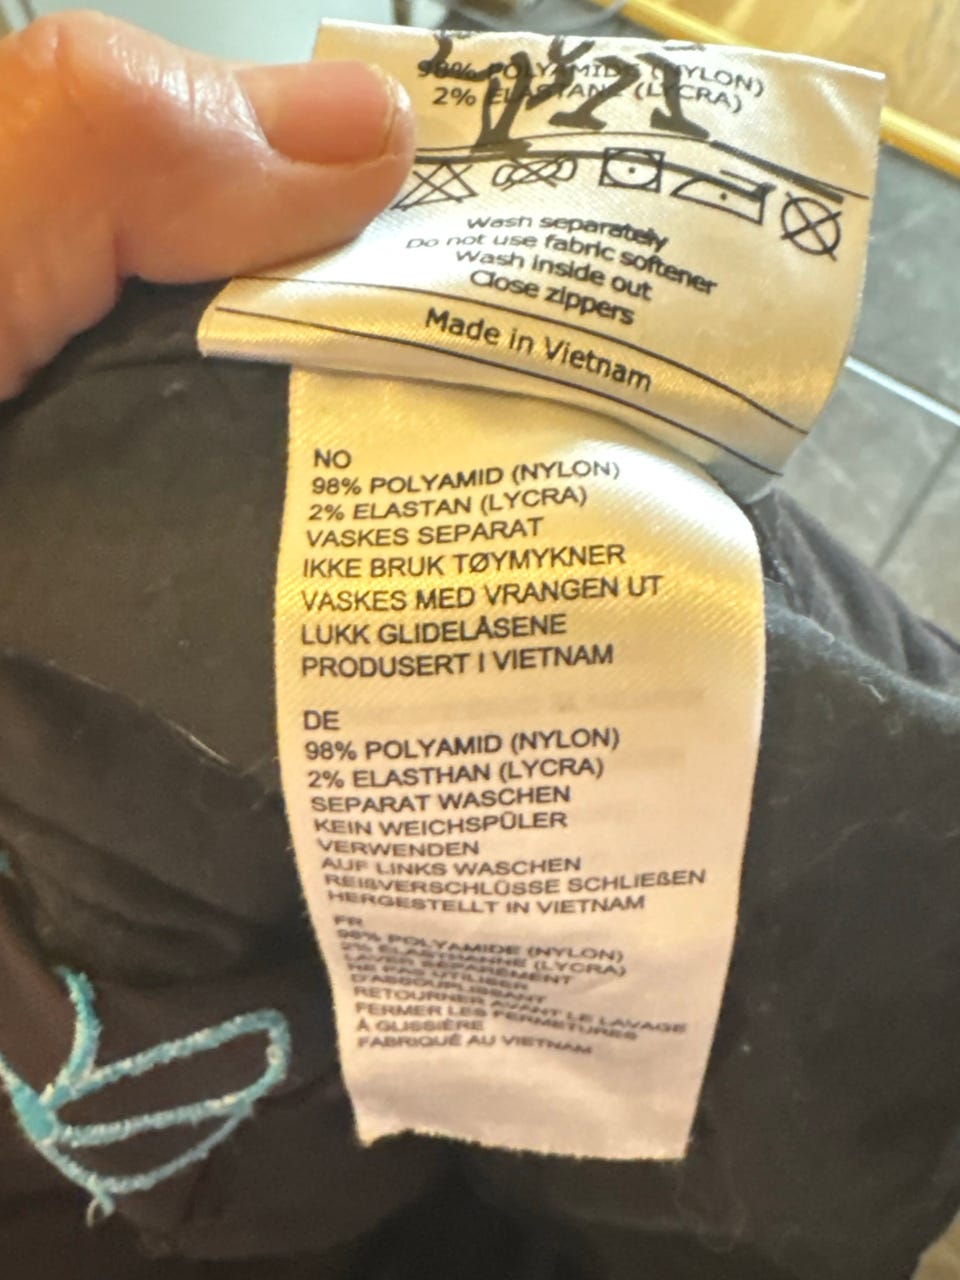 98% POLYAMIDE (NYLON)
2% ELASTANE (LYCRA)
Wash separately
Do not use fabric softener
Wash inside out
Close zippers
Made in Vietnam
NO
98% POLYAMID (NYLON)
2% ELASTAN (LYCRA)
VASKES SEPARAT
IKKE BRUK TØYMYKNER
VASKES MED VRANGEN UT
LUKK GLIDELÅSENE
PRODUSERT I VIETNAM
DE
98% POLYAMID (NYLON)
2% ELASTHAN (LYCRA)
SEPARAT WASCHEN
KEIN WEICHSPÜLER
VERWENDEN
AUF LINKS WASCHEN
REIßVERSCHLÜSSE SCHLIEßEN
HERGESTELLT IN VIETNAM
FR
98% POLYAMIDE (NYLON)
2% ELASTHANNE (LYCRA)
LAVER SÉPARÉMENT
NE PAS UTILISER
D'ASSOUPLISSANT
RETOURNER AVANT LE LAVAGE
FERMER LES FERMETURES
À GLISSIÈRE
FABRIQUÉ AU VIETNAM